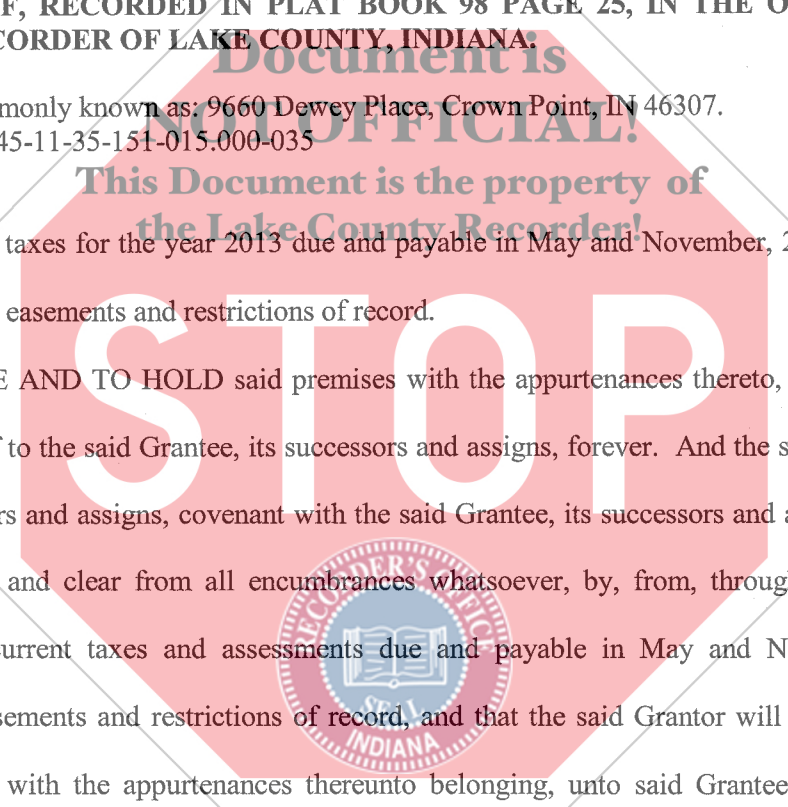 F, RECORDED IN PLAT BOOK 98 PAGE 25, IN THE O
CORDER OF LAKE COUNTY, INDIANA.
Document is
monly known as: 9660 Dewey Place, Crown Point, IN 46307.
NOT OFFICIAL!
45-11-35-151-015.000-035
This Document is the property of
the Lake County Recorder!
taxes for the year 2013 due and payable in May and November, 2
easements and restrictions of record.
E AND TO HOLD said premises with the appurtenances thereto,
STOP
to the said Grantee, its successors and assigns, forever. And the s
rs and assigns, covenant with the said Grantee, its successors and a
and clear from all encumbrances whatsoever, by, from, throug
RECORDER'S OFFICE
urrent taxes and assessments due and payable in May and N
SEAL
sements and restrictions of record, and that the said Grantor will
INDIANA
with the appurtenances thereunto belonging, unto said Grantee